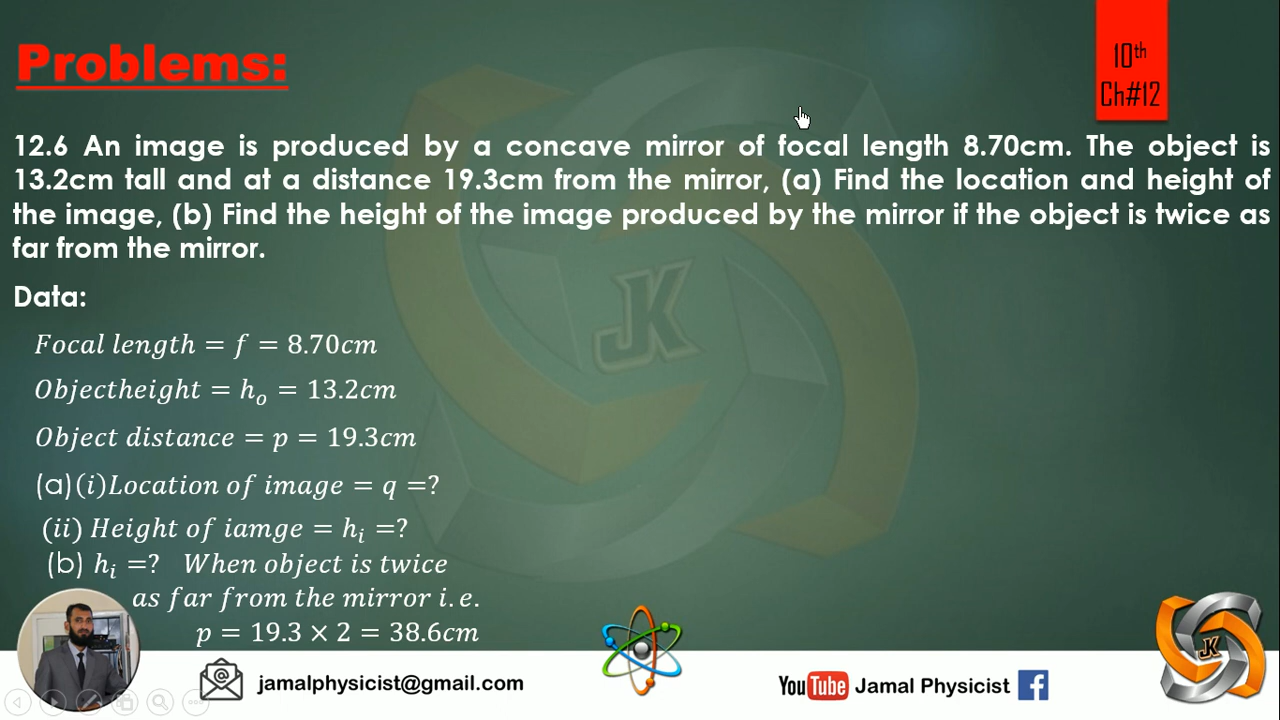 Problems:
10th
Ch#12
12.6 An image is produced by a concave mirror of focal length 8.70cm. The object is
13.2cm tall and at a distance 19.3cm from the mirror, (a) Find the location and height of
the image, (b) Find the height of the image produced by the mirror if the object is twice as
far from the mirror.
Data:
Focal length = f = 8.70cm
Objectheight = hₒ = 13.2cm
Object distance = p = 19.3cm
(a)(i)Location of image = q =?
(ii) Height of iamge = hᵢ =?
(b) hᵢ =? When object is twice
as far from the mirror i.e.
p = 19.3 × 2 = 38.6cm
JK
jamalphysicist@gmail.com
YouTube Jamal Physicist f
JK